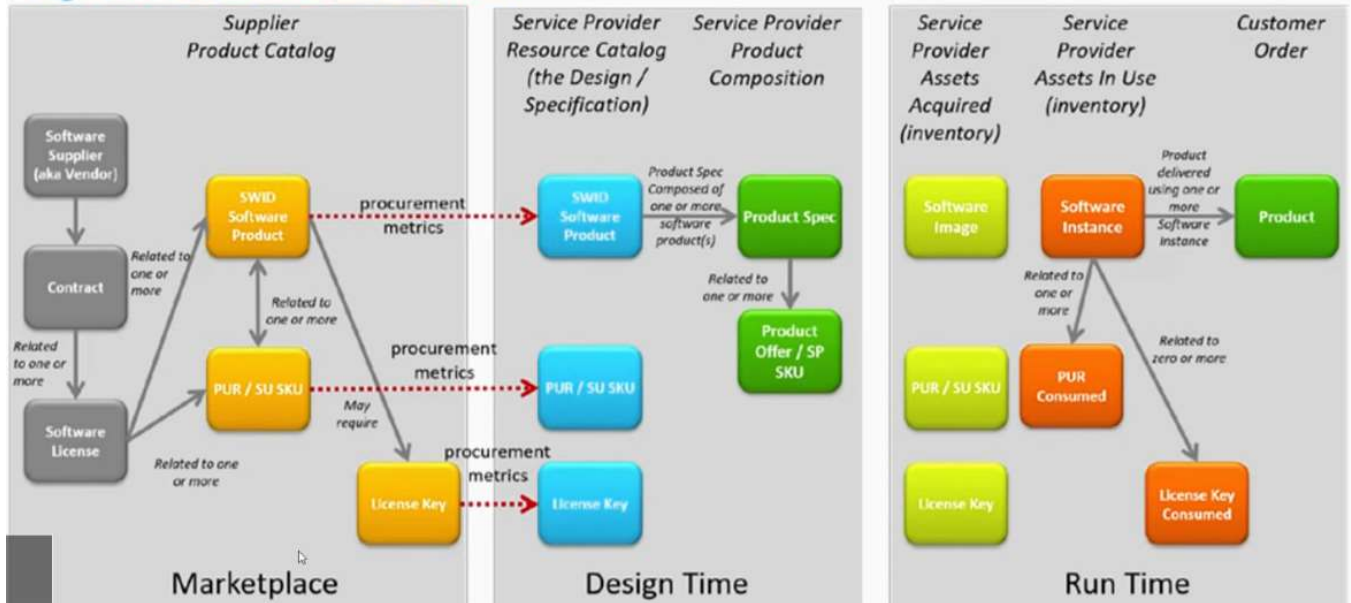 Supplier
Product Catalog
Software
Supplier
(aka Vendor)
Contract
Related
to one or
more
Software
License
Related to
one or
more
SWID
Software
Product
Related to
one or more
PUR / SU SKU
Related to one
or more
May
require
License Key
Marketplace
procurement
metrics
procurement
metrics
procurement
metrics
Service Provider
Resource Catalog
(the Design /
Specification)
Service Provider
Product
Composition
SWID
Software
Product
Product Spec
Composed of
one or more
software
product(s)
Product Spec
Related to
one or more
Product
Offer / SP
SKU
PUR / SU SKU
License Key
Design Time
Service
Provider
Assets
Acquired
(inventory)
Service
Provider
Assets In Use
(inventory)
Customer
Order
Software
Image
Software
Instance
Product
delivered
using one or
more
Software
Instance
Product
Related to
one or
more
Related to
zero or more
PUR / SU SKU
PUR
Consumed
License Key
License Key
Consumed
Run Time